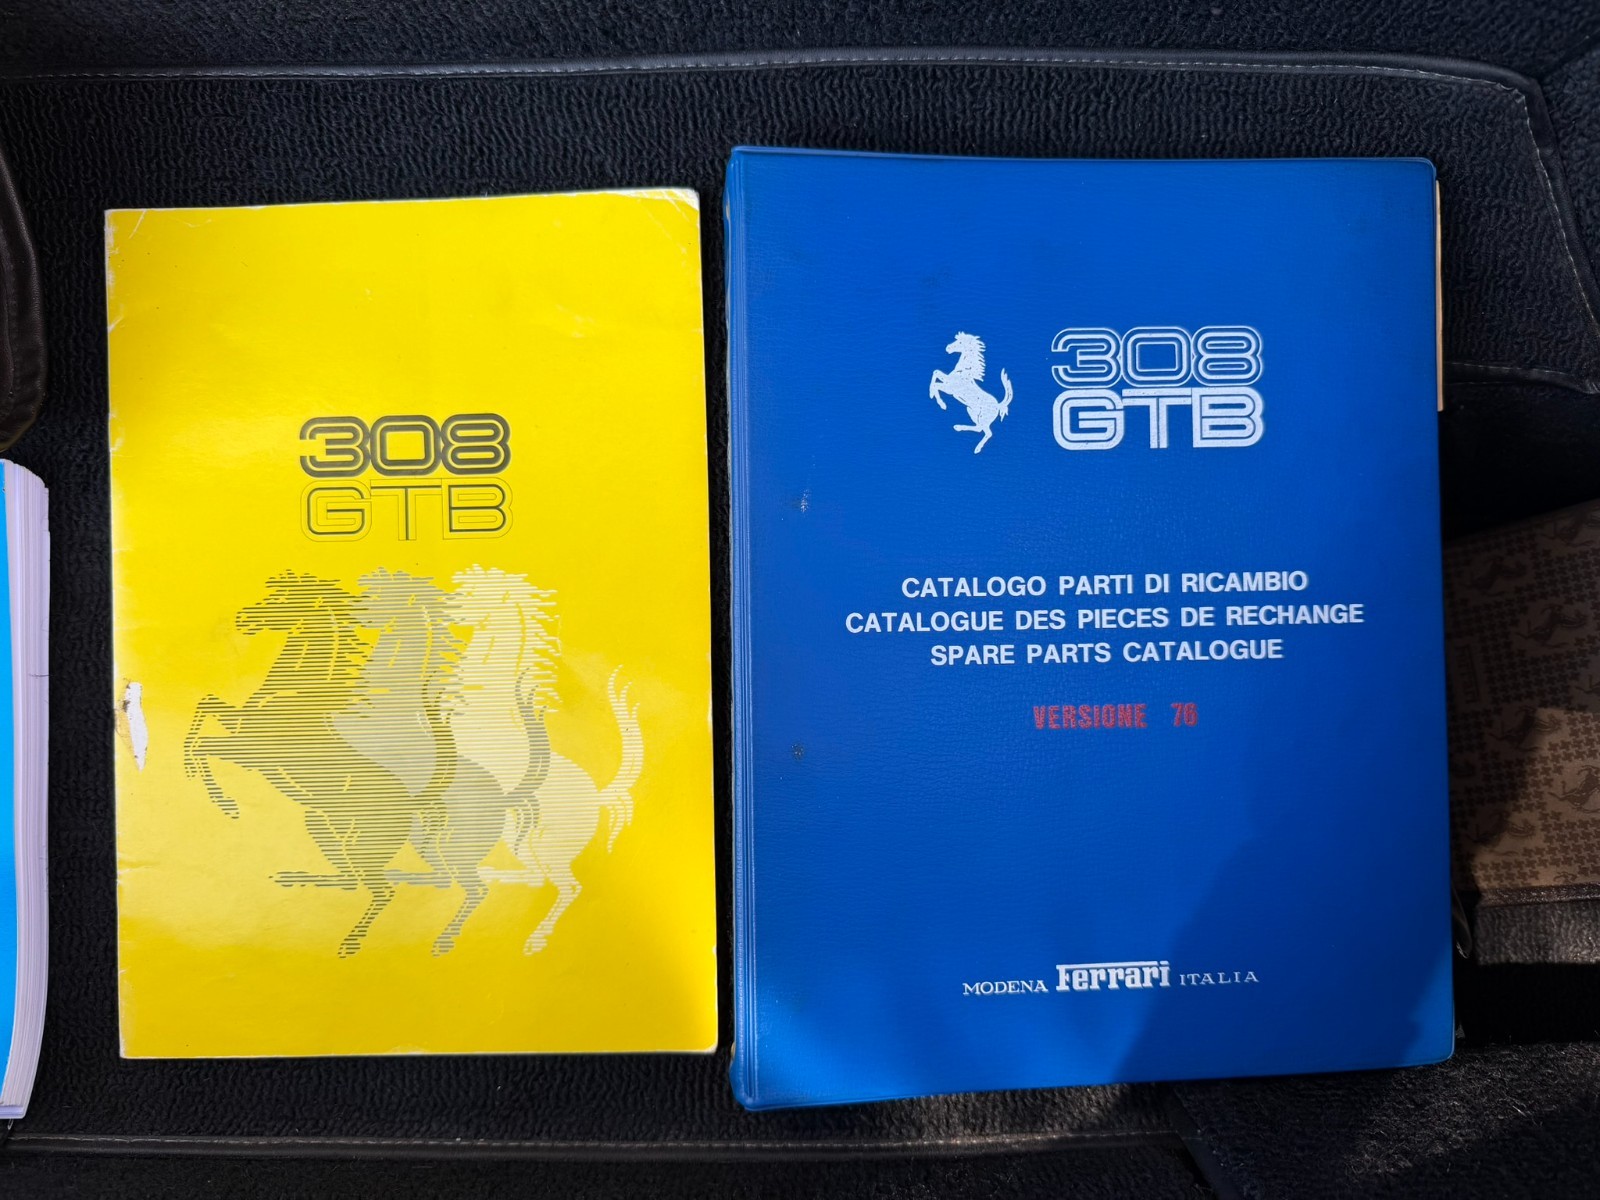 308
GTB
308
GTB
CATALOGO PARTI DI RICAMBIO
CATALOGUE DES PIECES DE RECHANGE
SPARE PARTS CATALOGUE
VERSIONE 76
MODENA Ferrari ITALIA